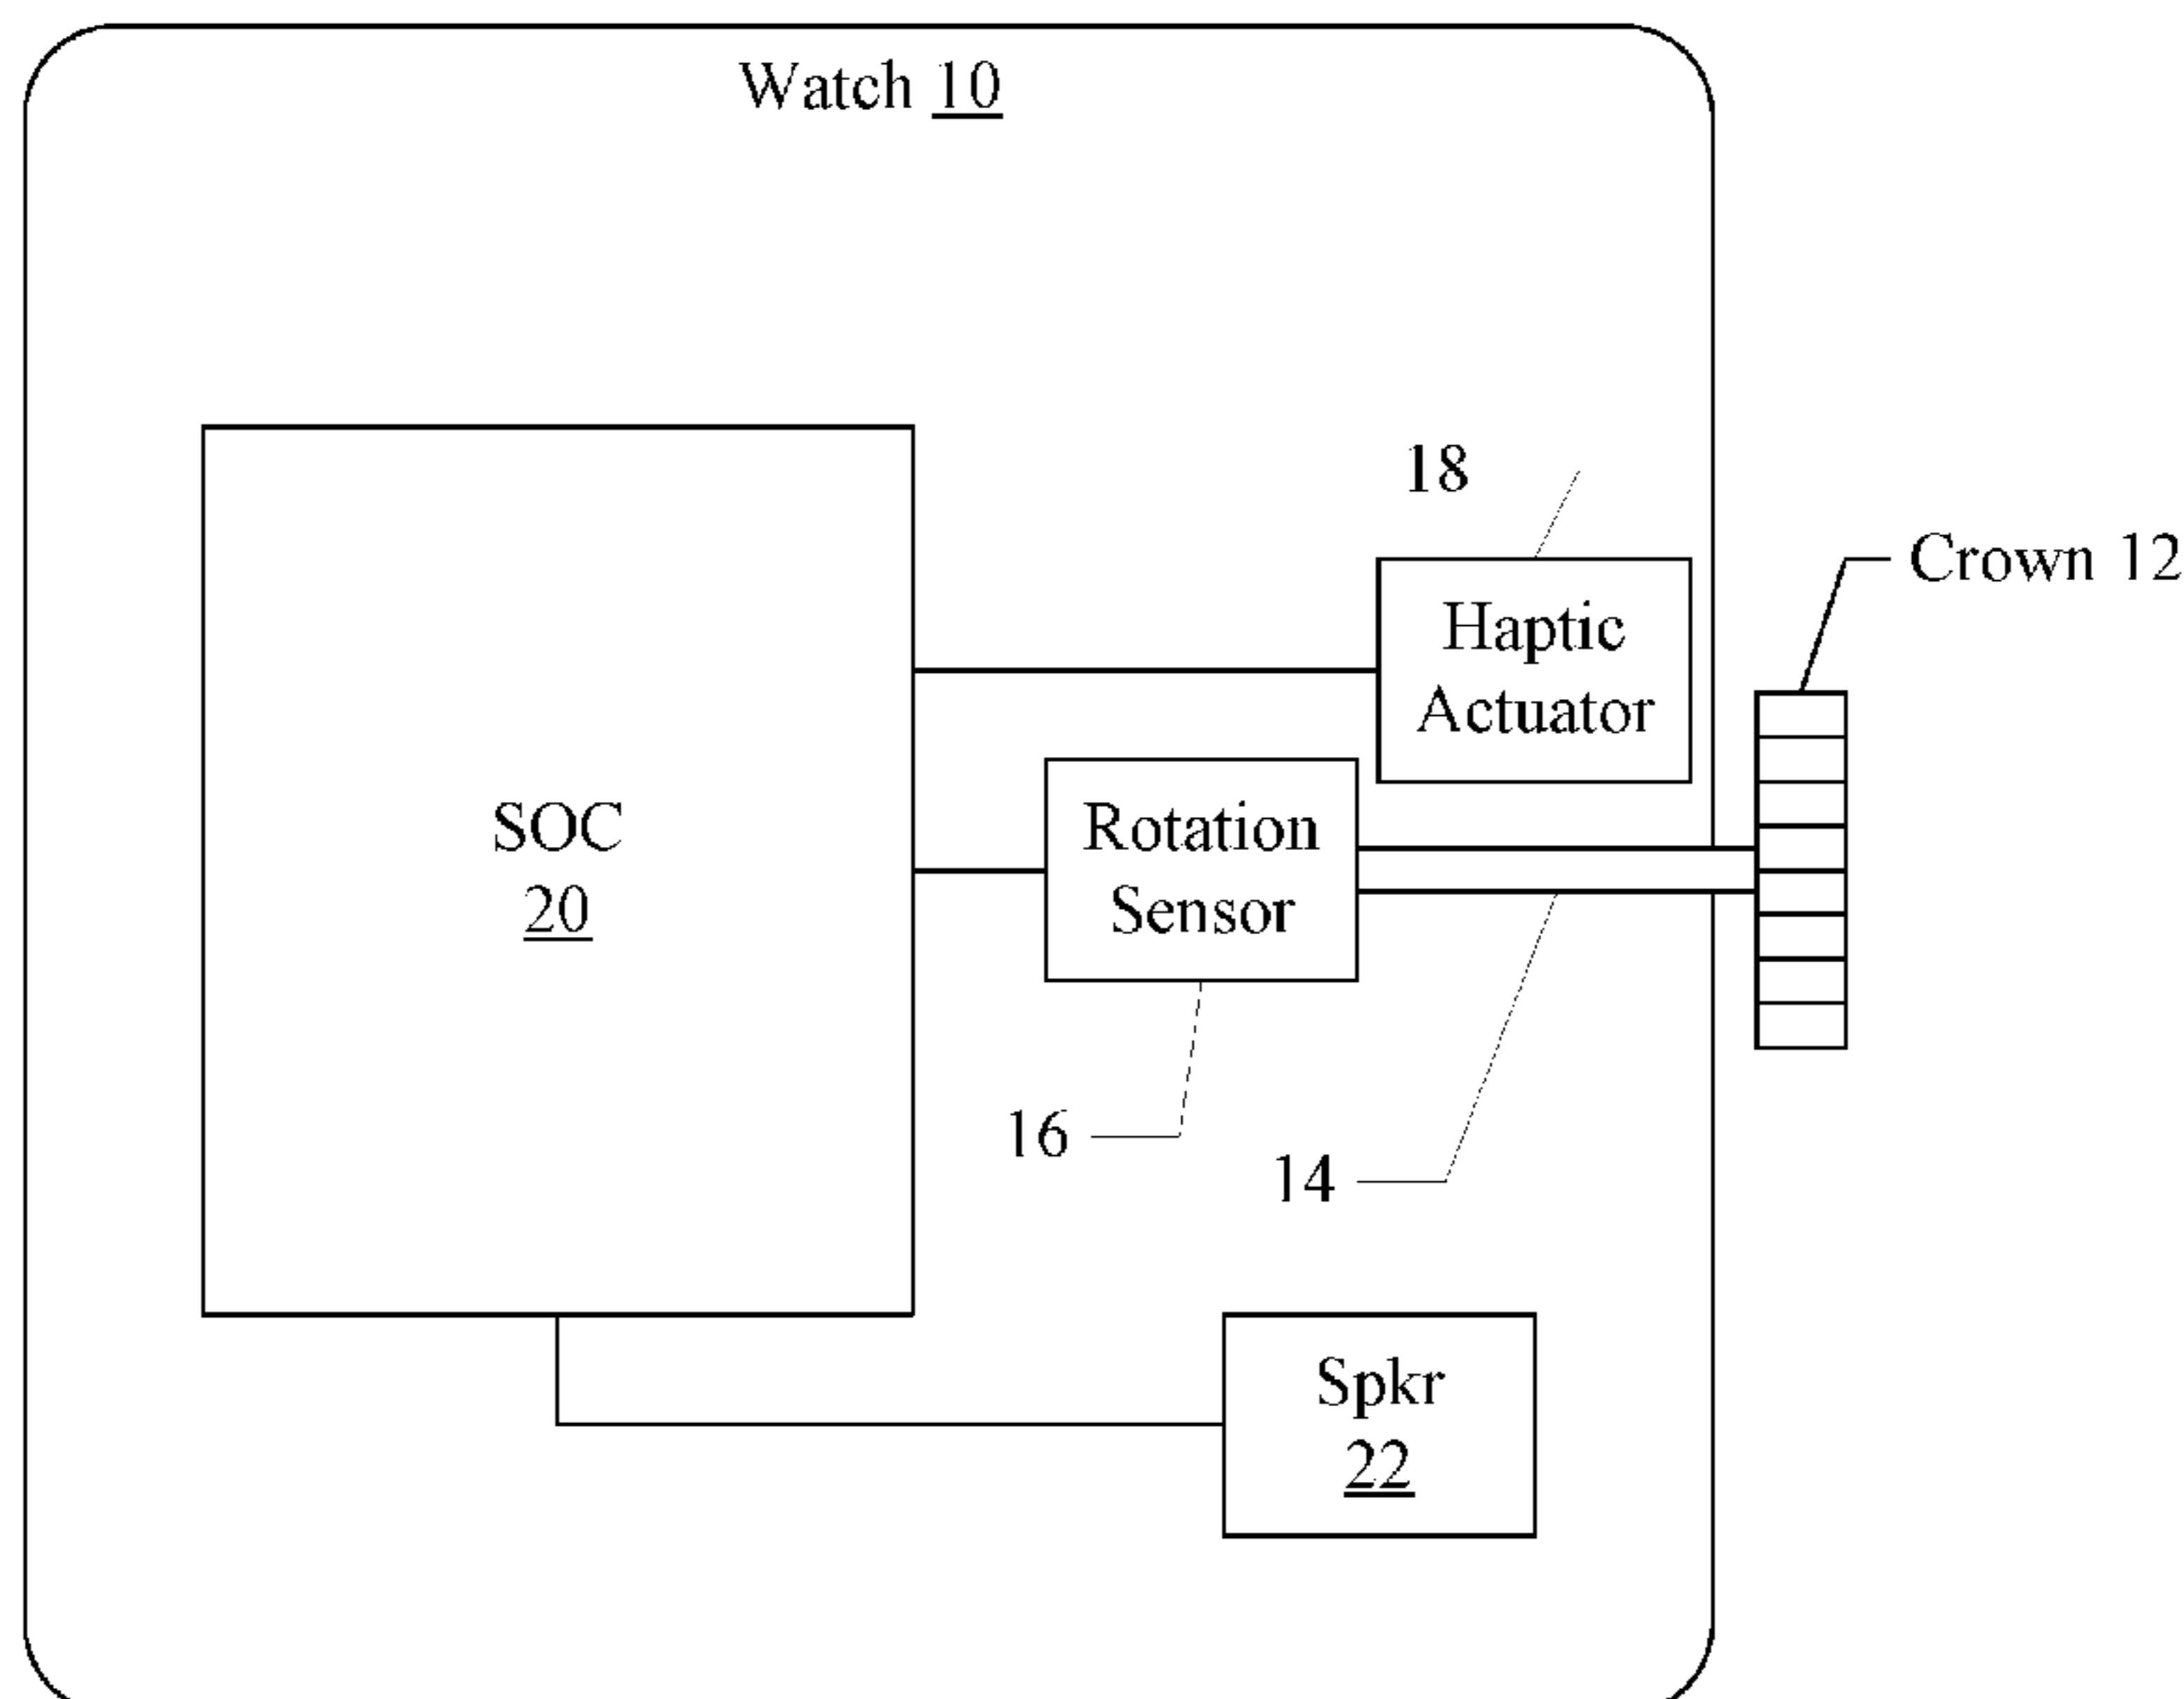 Watch 10
18
Crown 12
Haptic
Actuator
SOC
20
Rotation
Sensor
16
14
Spkr
22